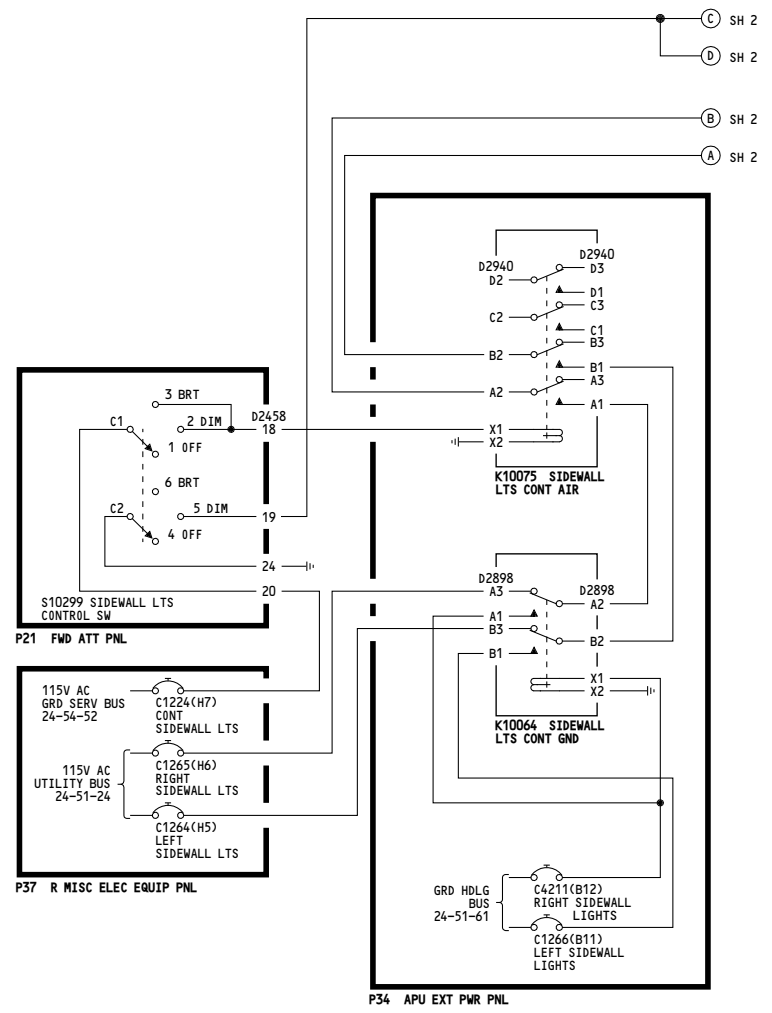 C SH 2
D SH 2
B SH 2
A SH 2
D2940
D2940
D2
D3
D1
C3
C2
C1
B3
B2
B1
A3
A2
A1
X1
X2
K10075 SIDEWALL
LTS CONT AIR
3 BRT
C1
2 DIM
D2458
18
1 OFF
6 BRT
C2
5 DIM
19
4 OFF
24
20
S10299 SIDEWALL LTS
CONTROL SW
P21 FWD ATT PNL
D2898
D2898
A3
A2
A1
B3
B2
B1
X1
X2
K10064 SIDEWALL
LTS CONT GND
115V AC
GRD SERV BUS
24-54-52
C1224(H7)
CONT
SIDEWALL LTS
115V AC
UTILITY BUS
24-51-24
C1265(H6)
RIGHT
SIDEWALL LTS
C1264(H5)
LEFT
SIDEWALL LTS
P37 R MISC ELEC EQUIP PNL
GRD HDLG
BUS
24-51-61
C4211(B12)
RIGHT SIDEWALL
LIGHTS
C1266(B11)
LEFT SIDEWALL
LIGHTS
P34 APU EXT PWR PNL